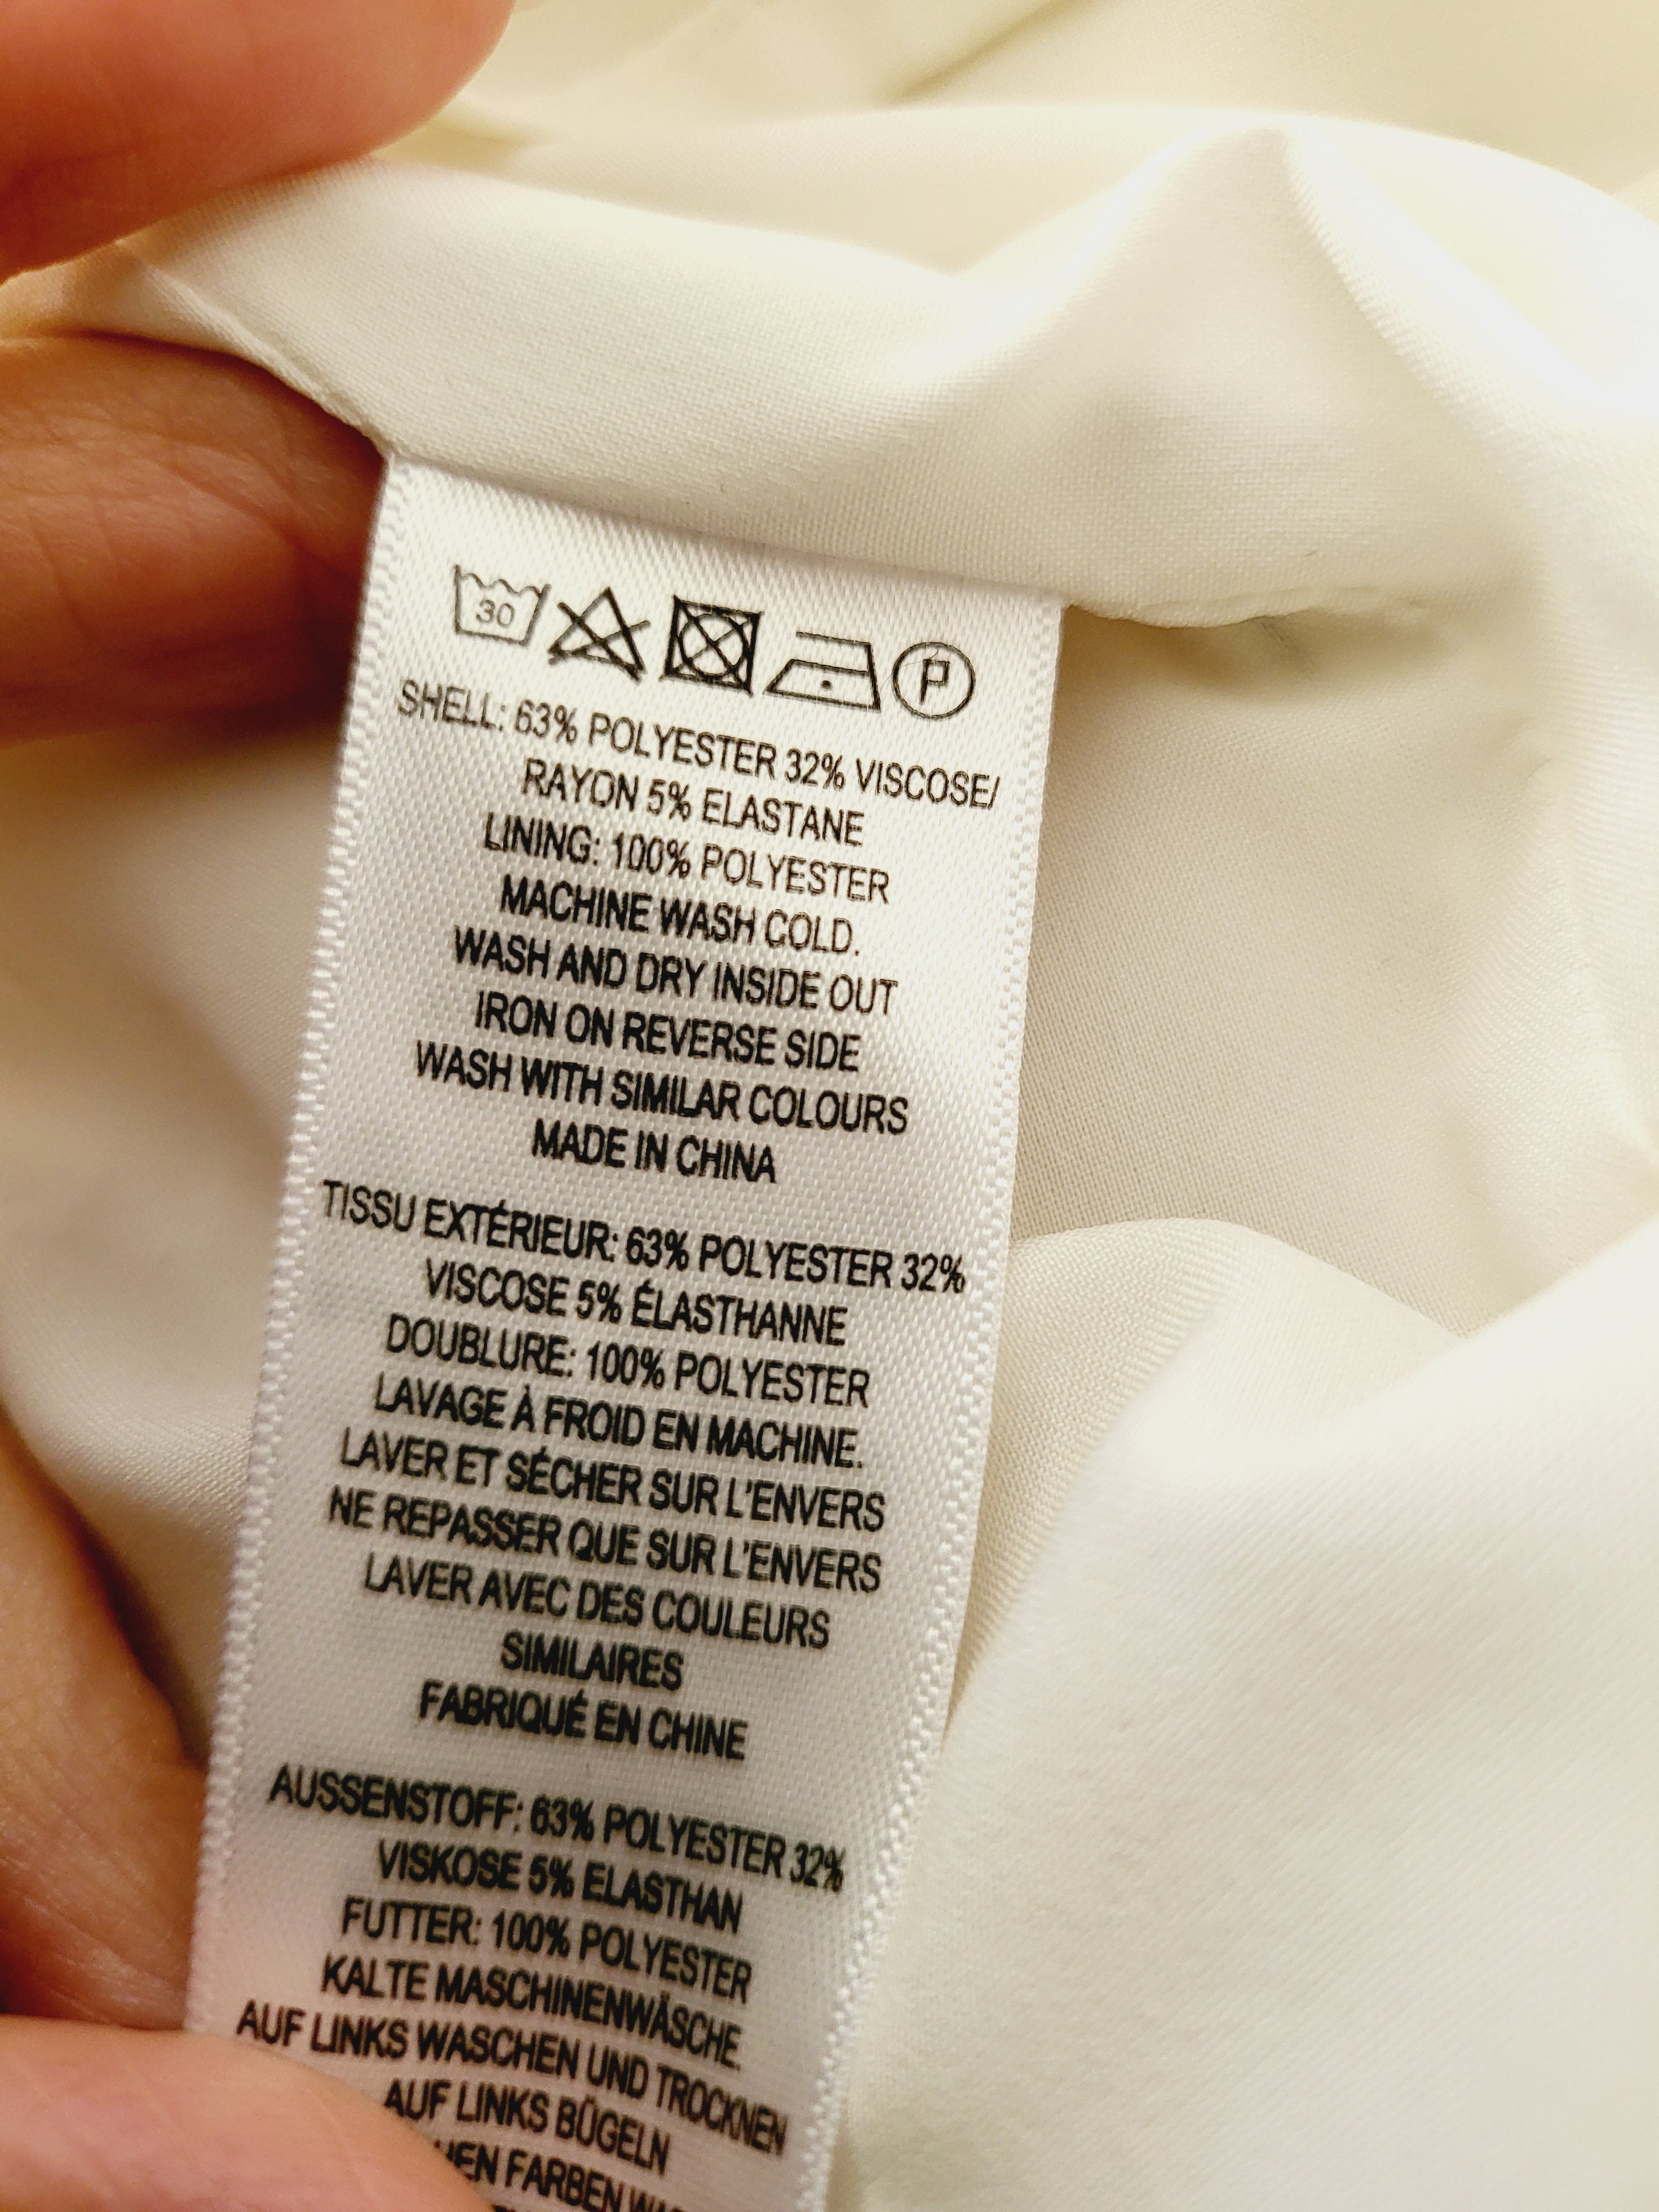 30
P
SHELL: 63% POLYESTER 32% VISCOSE/
RAYON 5% ELASTANE
LINING: 100% POLYESTER
MACHINE WASH COLD.
WASH AND DRY INSIDE OUT
IRON ON REVERSE SIDE
WASH WITH SIMILAR COLOURS
MADE IN CHINA
TISSU EXTÉRIEUR: 63% POLYESTER 32%
VISCOSE 5% ÉLASTHANNE
DOUBLURE: 100% POLYESTER
LAVAGE À FROID EN MACHINE.
LAVER ET SÉCHER SUR L'ENVERS
NE REPASSER QUE SUR L'ENVERS
LAVER AVEC DES COULEURS
SIMILAIRES
FABRIQUÉ EN CHINE
AUSSENSTOFF: 63% POLYESTER 32%
VISKOSE 5% ELASTHAN
FUTTER: 100% POLYESTER
KALTE MASCHINENWÄSCHE.
AUF LINKS WASCHEN UND TROCKNEN
AUF LINKS BÜGELN
FARBEN